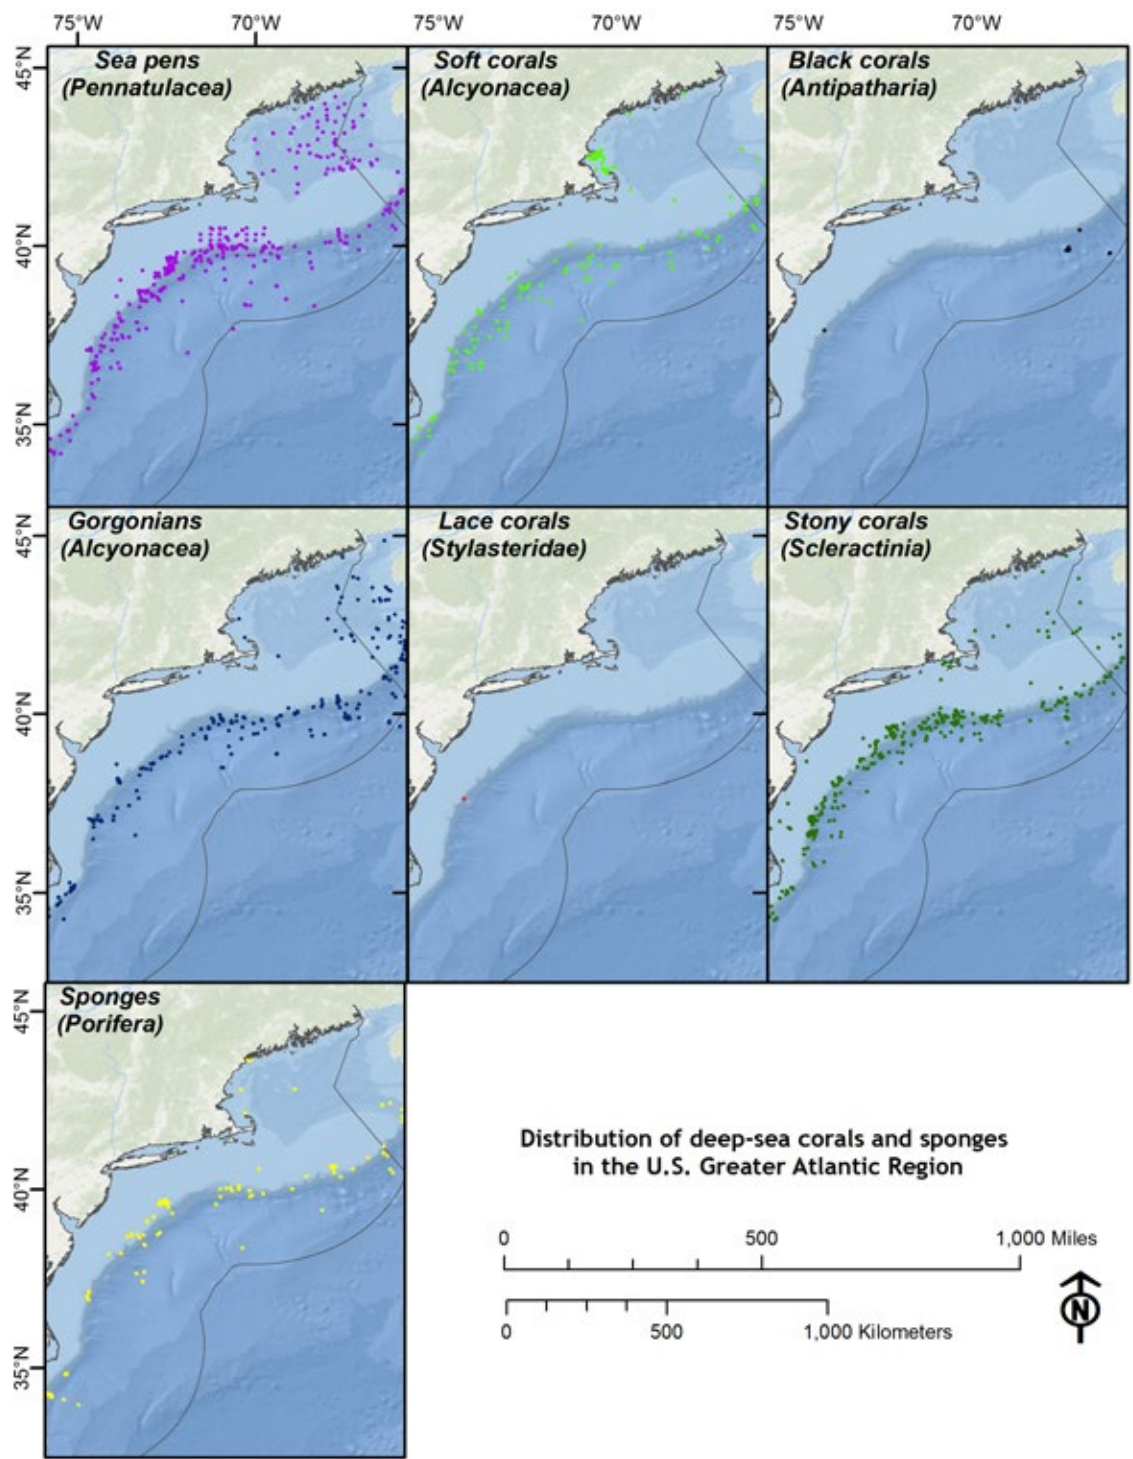 75°W 70°W 70°W 75°W 70°W
45°N
Sea pens
(Pennatulacea)
Soft corals
(Alcyonacea)
Black corals
(Antipatharia)
40°N
35°N
45°N
Gorgonians
(Alcyonacea)
Lace corals
(Stylasteridae)
Stony corals
(Scleractinia)
40°N
35°N
45°N
Sponges
(Porifera)
40°N
35°N
Distribution of deep-sea corals and sponges
in the U.S. Greater Atlantic Region
0 500 1,000 Miles
0 500 1,000 Kilometers
N